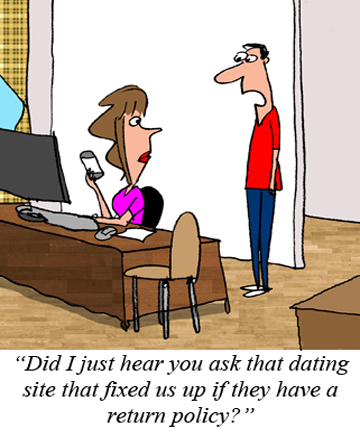 “Did I just hear you ask that dating
site that fixed us up if they have a
return policy?”